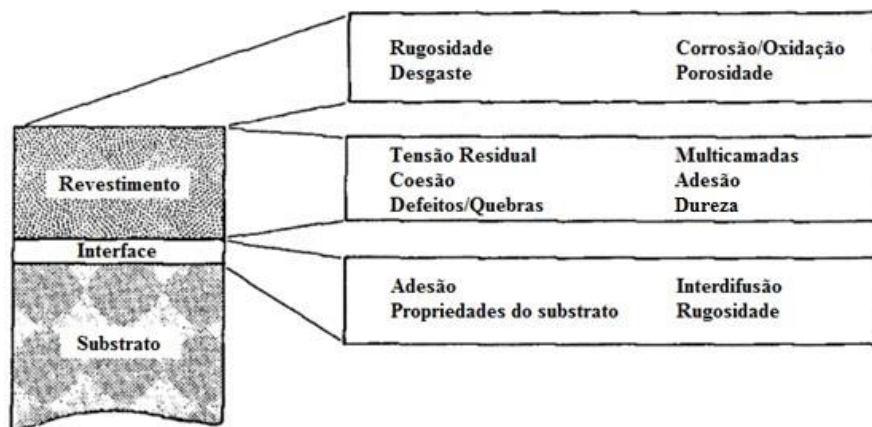 Rugosidade Corrosão/Oxidação
Desgaste Porosidade
Tensão Residual Multicamadas
Revestimento
Coesão Adesão
Defeitos/Quebras Dureza
Interface
Adesão Interdifusão
Propriedades do substrato Rugosidade
Substrato